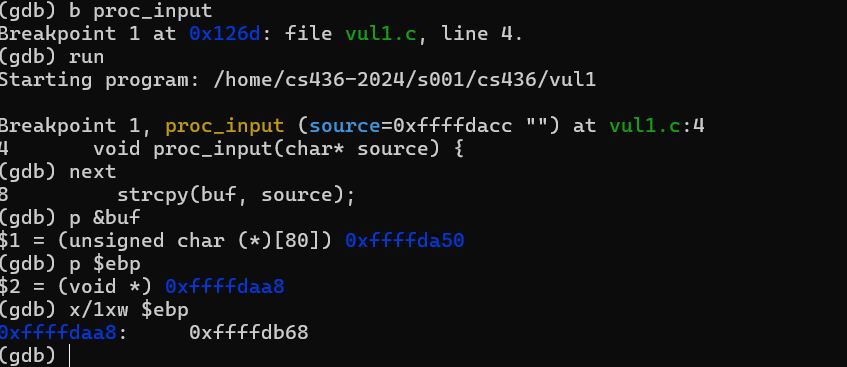 (gdb) b proc_input
Breakpoint 1 at 0x126d: file vul1.c, line 4.
(gdb) run
Starting program: /home/cs436-2024/s001/cs436/vul1
Breakpoint 1, proc_input (source=0xffffdacc "") at vul1.c:4
4       void proc_input(char* source) {
(gdb) next
8         strcpy(buf, source);
(gdb) p &buf
$1 = (unsigned char (*)[80]) 0xffffda50
(gdb) p $ebp
$2 = (void *) 0xffffdaa8
(gdb) x/1xw $ebp
0xffffdaa8:     0xffffdb68
(gdb)